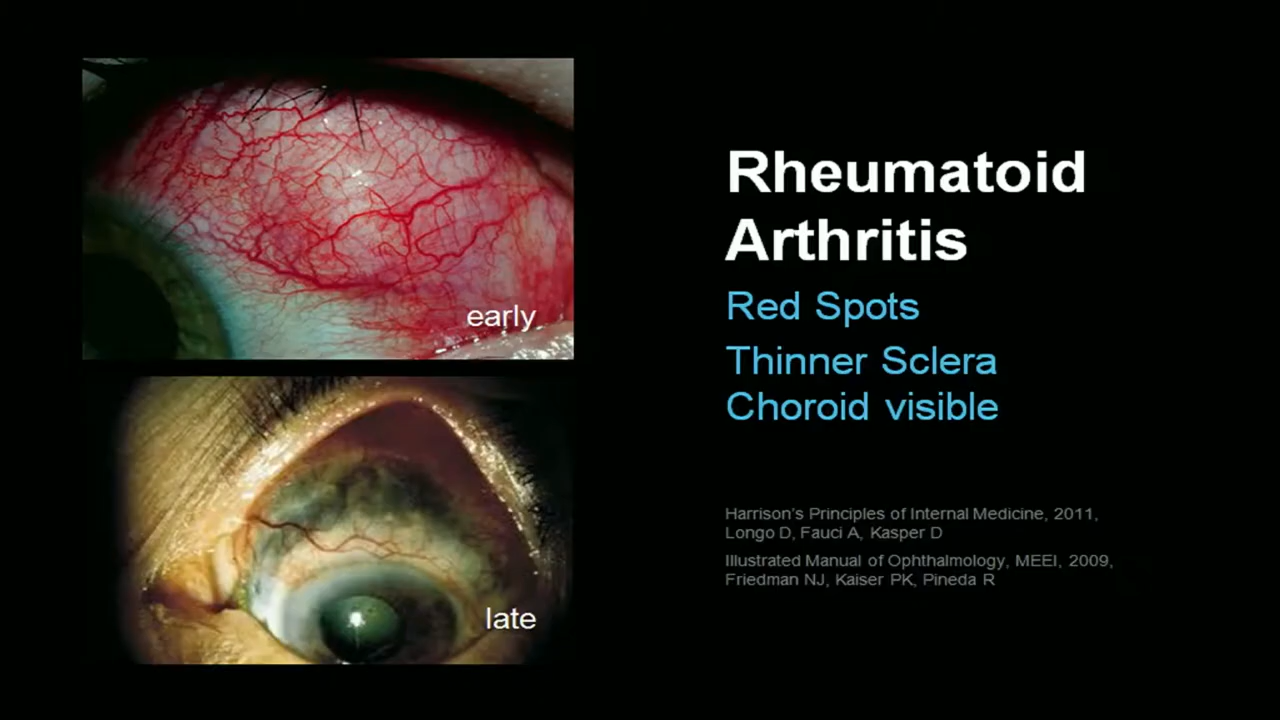 early
late
Rheumatoid
Arthritis
Red Spots
Thinner Sclera
Choroid visible
Harrison's Principles of Internal Medicine, 2011,
Longo D, Fauci A, Kasper D
Illustrated Manual of Ophthalmology, MEEI, 2009,
Friedman NJ, Kaiser PK, Pineda R